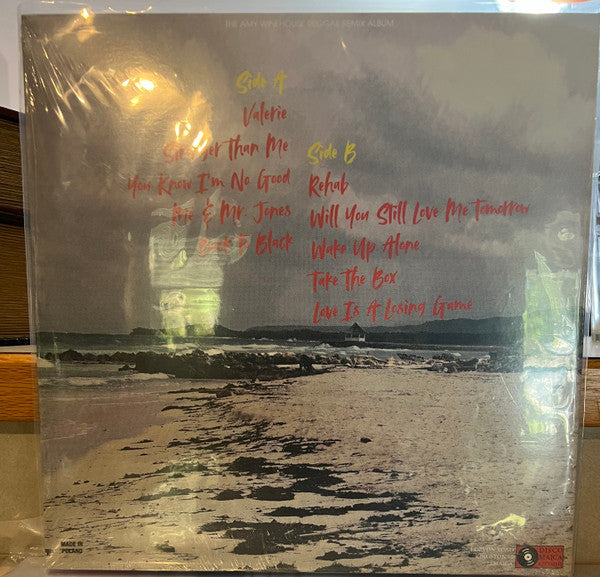 THE AMY WINEHOUSE REGGAE REMIX ALBUM
Side A
Valerie
Stronger Than Me
You Know I'm No Good
Me & Mr. Jones
Back To Black
Side B
Rehab
Will You Still Love Me Tomorrow
Wake Up Alone
Take The Box
Love Is A Losing Game
MADE IN
POLAND
DISCO